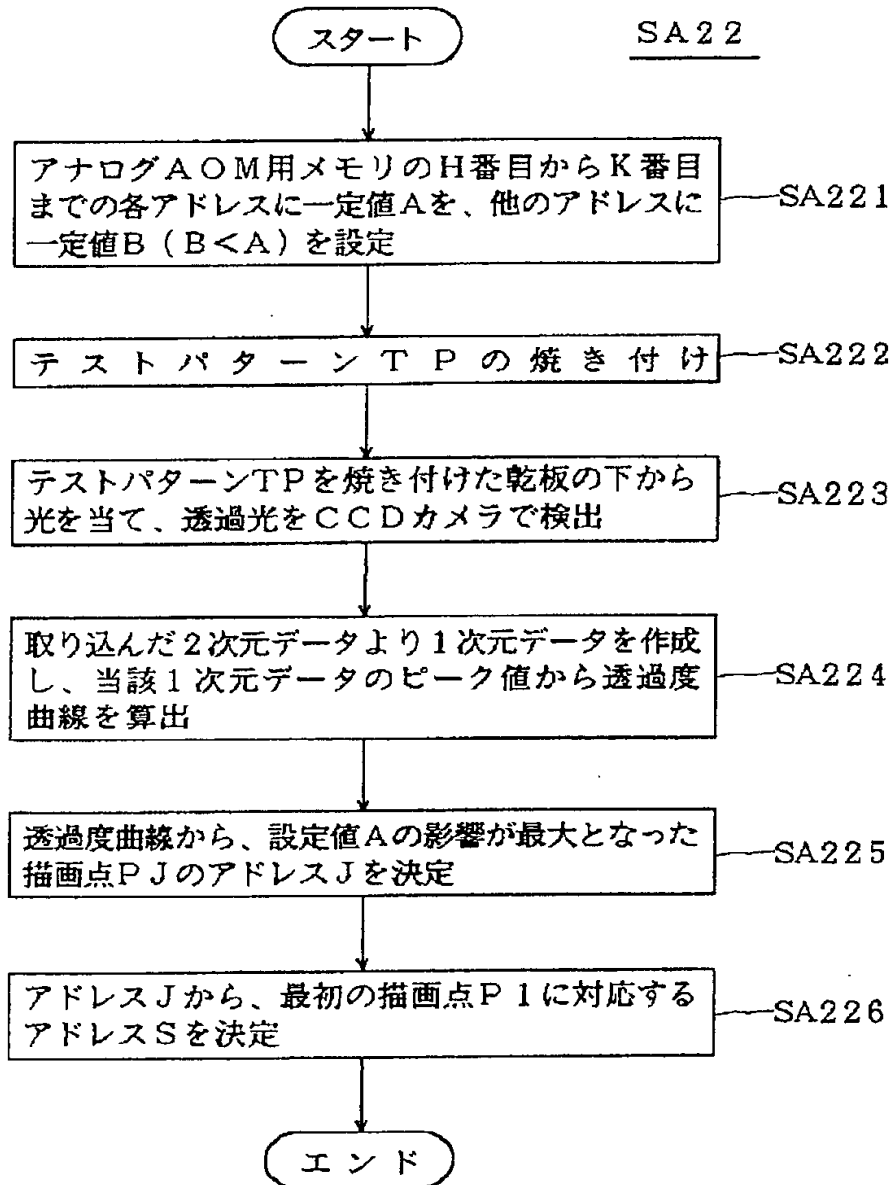 スタート
SA22
アナログAOM用メモリのH番目からK番目
までの各アドレスに一定値Aを、他のアドレスに
一定値B(B<A)を設定
SA221
テストパターンTPの焼き付け
SA222
テストパターンTPを焼き付けた乾板の下から
光を当て、透過光をCCDカメラで検出
SA223
取り込んだ2次元データより1次元データを作成
し、当該1次元データのピーク値から透過度
曲線を算出
SA224
透過度曲線から、設定値Aの影響が最大となった
描画点PJのアドレスJを決定
SA225
アドレスJから、最初の描画点P1に対応する
アドレスSを決定
SA226
エンド